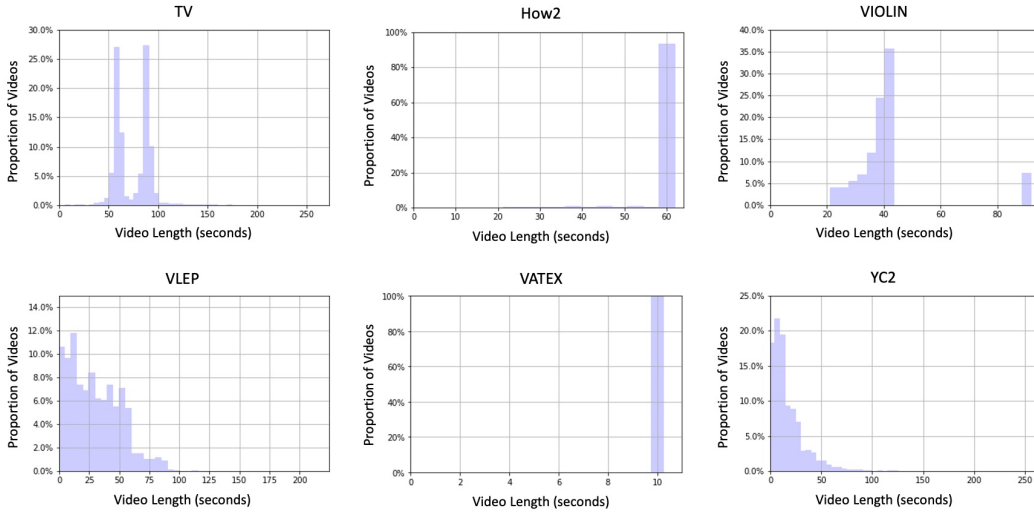 TV
30.0%
25.0%
20.0%
15.0%
10.0%
5.0%
0.0%
0 50 100 150 200 250
Proportion of Videos
Video Length (seconds)
How2
100%
80%
60%
40%
20%
0%
0 10 20 30 40 50 60
Proportion of Videos
Video Length (seconds)
VIOLIN
40.0%
35.0%
30.0%
25.0%
20.0%
15.0%
10.0%
5.0%
0.0%
0 20 40 60 80
Proportion of Videos
Video Length (seconds)
VLEP
14.0%
12.0%
10.0%
8.0%
6.0%
4.0%
2.0%
0.0%
0 25 50 75 100 125 150 175 200
Proportion of Videos
Video Length (seconds)
VATEX
100%
80%
60%
40%
20%
0%
0 2 4 6 8 10
Proportion of Videos
Video Length (seconds)
YC2
25.0%
20.0%
15.0%
10.0%
5.0%
0.0%
0 50 100 150 200 250
Proportion of Videos
Video Length (seconds)